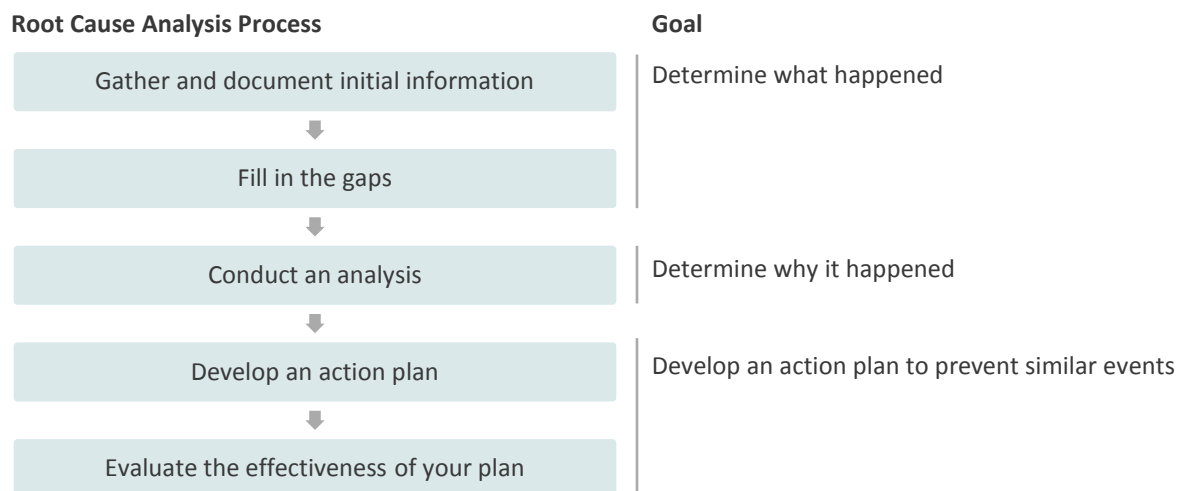 Root Cause Analysis Process
Goal
Gather and document initial information
Determine what happened
Fill in the gaps
Conduct an analysis
Determine why it happened
Develop an action plan
Develop an action plan to prevent similar events
Evaluate the effectiveness of your plan